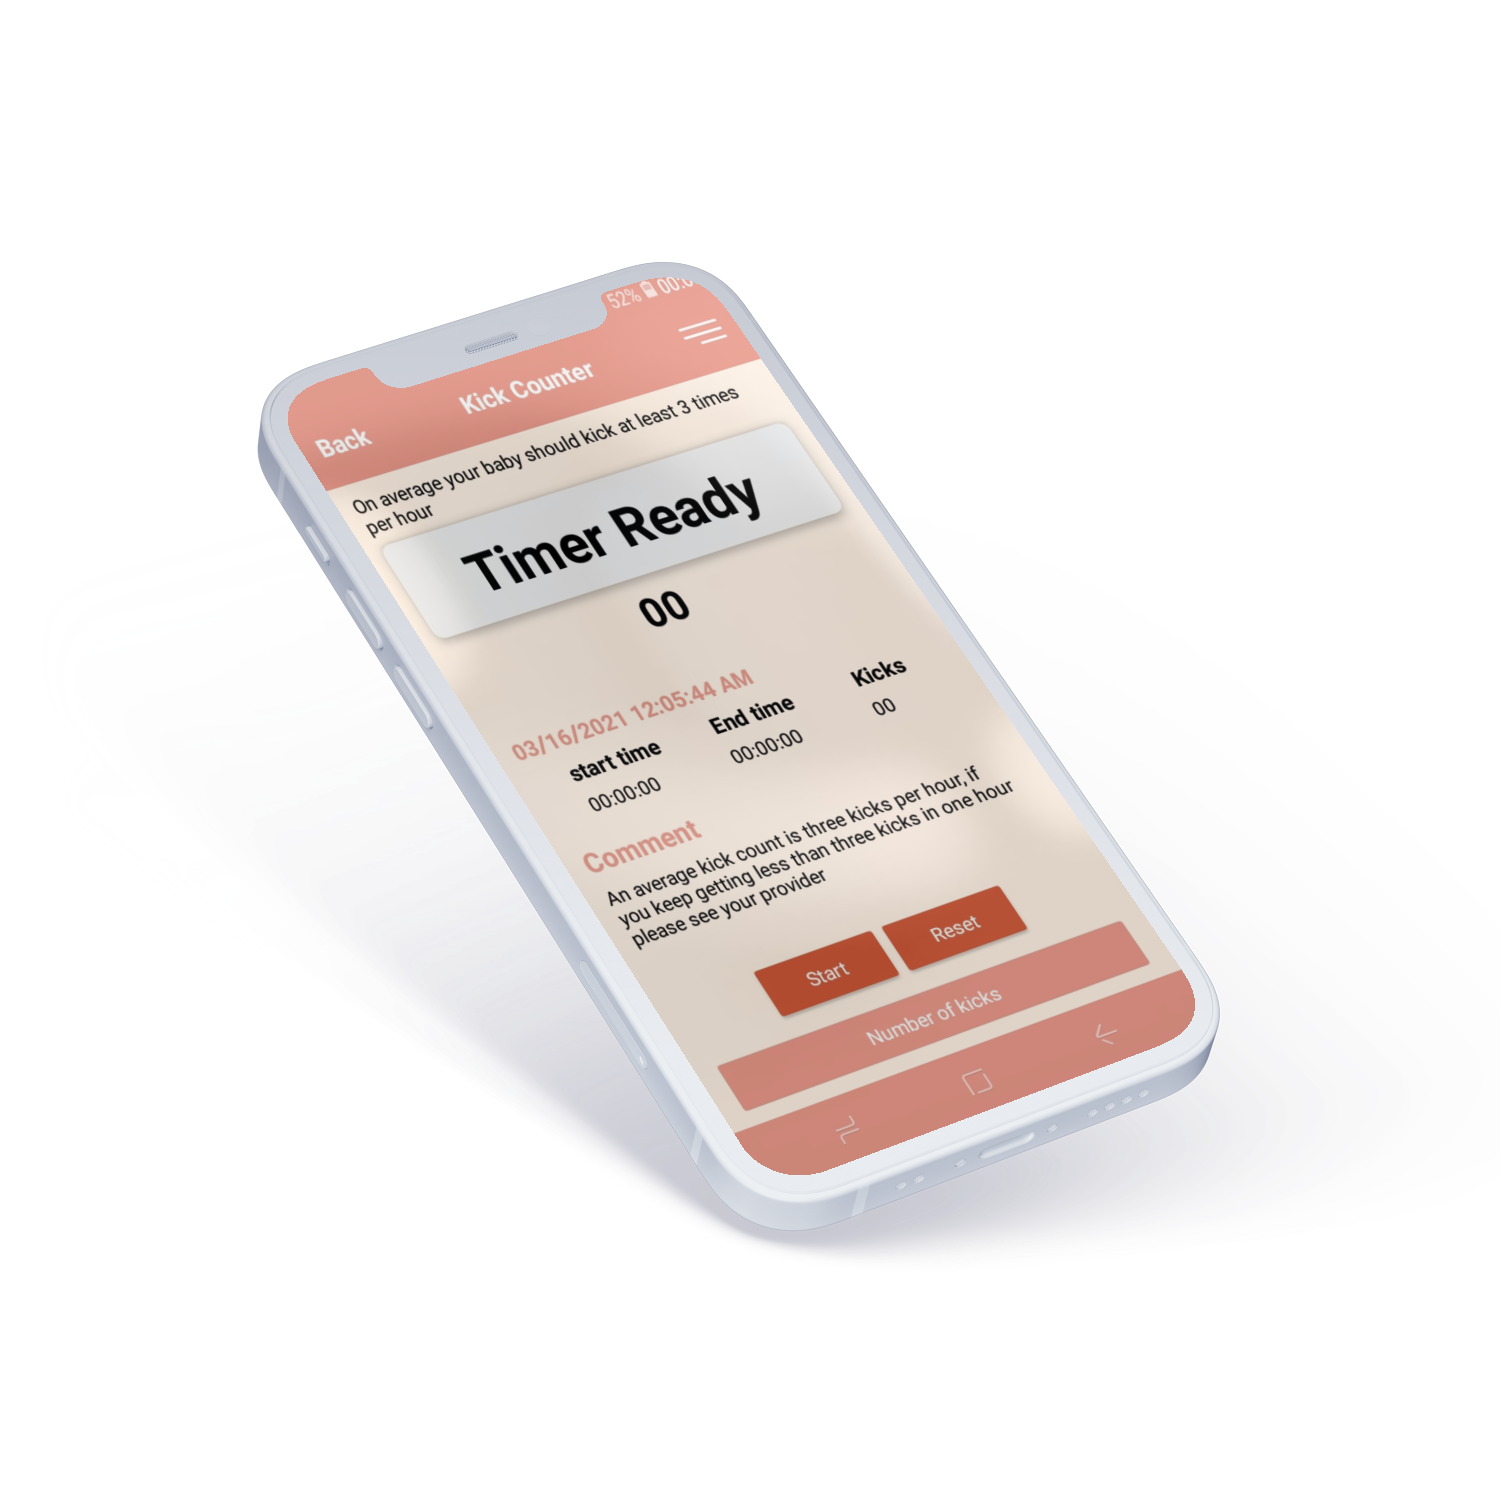 52%
Back
Kick Counter
On average your baby should kick at least 3 times
per hour
Timer Ready
00
03/16/2021 12:05:44 AM
start time End time Kicks
00:00:00 00:00:00 00
Comment
An average kick count is three kicks per hour, if
you keep getting less than three kicks in one hour
please see your provider
Start Reset
Number of kicks